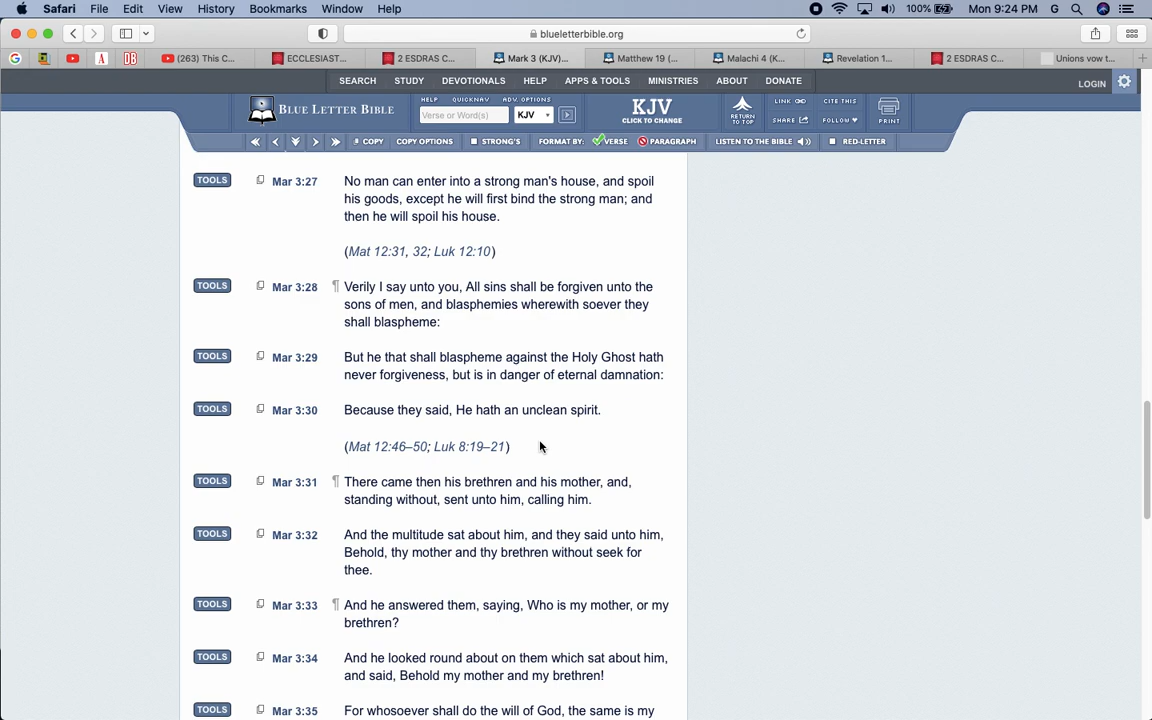 Safari File Edit View History Bookmarks Window Help 100% Mon 9:24 PM G
blueletterbible.org
(263) This C... ECCLESIAST... 2 ESDRAS C... Mark 3 (KJV)... Matthew 19 (... Malachi 4 (K... Revelation 1... 2 ESDRAS C... Unions vow t...
SEARCH STUDY DEVOTIONALS HELP APPS & TOOLS MINISTRIES ABOUT DONATE LOGIN
BLUE LETTER BIBLE
HELP QUICKNAV ADV. OPTIONS
Verse or Word(s) KJV
KJV
CLICK TO CHANGE
RETURN TO TOP
LINK CITE THIS
SHARE FOLLOW
PRINT
COPY COPY OPTIONS STRONG'S FORMAT BY: VERSE PARAGRAPH LISTEN TO THE BIBLE RED-LETTER
TOOLS Mar 3:27 No man can enter into a strong man's house, and spoil
his goods, except he will first bind the strong man; and
then he will spoil his house.
(Mat 12:31, 32; Luk 12:10)
TOOLS Mar 3:28 ¶ Verily I say unto you, All sins shall be forgiven unto the
sons of men, and blasphemies wherewith soever they
shall blaspheme:
TOOLS Mar 3:29 But he that shall blaspheme against the Holy Ghost hath
never forgiveness, but is in danger of eternal damnation:
TOOLS Mar 3:30 Because they said, He hath an unclean spirit.
(Mat 12:46–50; Luk 8:19–21)
TOOLS Mar 3:31 ¶ There came then his brethren and his mother, and,
standing without, sent unto him, calling him.
TOOLS Mar 3:32 And the multitude sat about him, and they said unto him,
Behold, thy mother and thy brethren without seek for
thee.
TOOLS Mar 3:33 ¶ And he answered them, saying, Who is my mother, or my
brethren?
TOOLS Mar 3:34 And he looked round about on them which sat about him,
and said, Behold my mother and my brethren!
TOOLS Mar 3:35 For whosoever shall do the will of God, the same is my